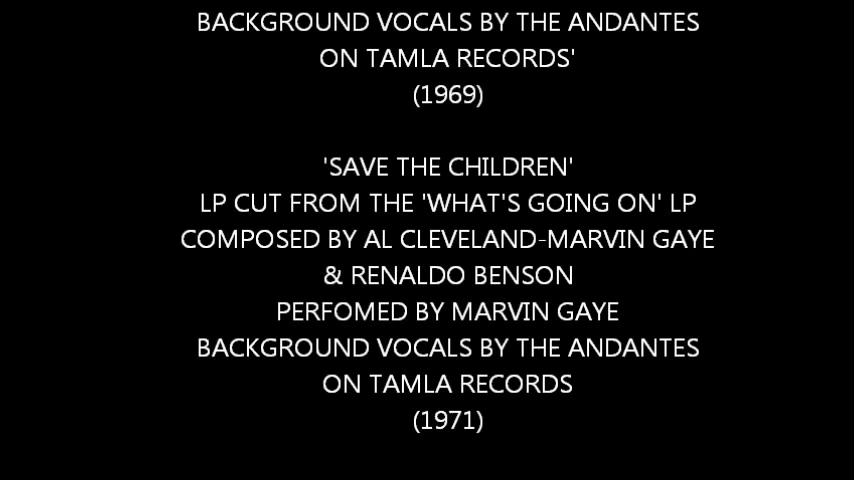 BACKGROUND VOCALS BY THE ANDANTES
ON TAMLA RECORDS'
(1969)
'SAVE THE CHILDREN'
LP CUT FROM THE 'WHAT'S GOING ON' LP
COMPOSED BY AL CLEVELAND-MARVIN GAYE
& RENALDO BENSON
PERFOMED BY MARVIN GAYE
BACKGROUND VOCALS BY THE ANDANTES
ON TAMLA RECORDS
(1971)